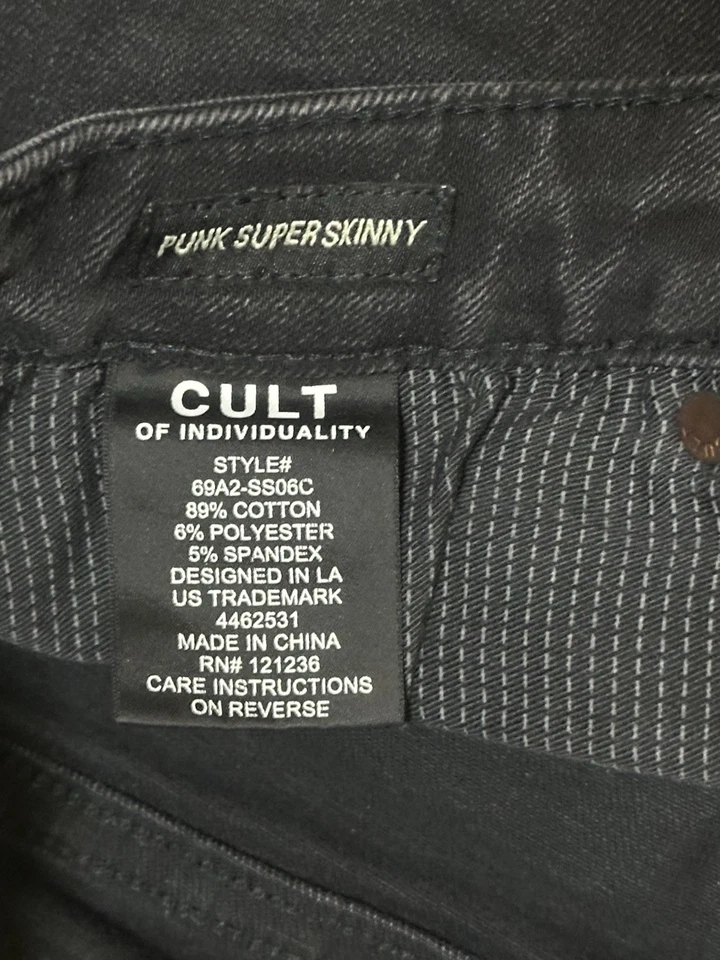 PUNK SUPER SKINNY
CULT
OF INDIVIDUALITY
STYLE#
69A2-SS06C
89% COTTON
6% POLYESTER
5% SPANDEX
DESIGNED IN LA
US TRADEMARK
4462531
MADE IN CHINA
RN# 121236
CARE INSTRUCTIONS
ON REVERSE